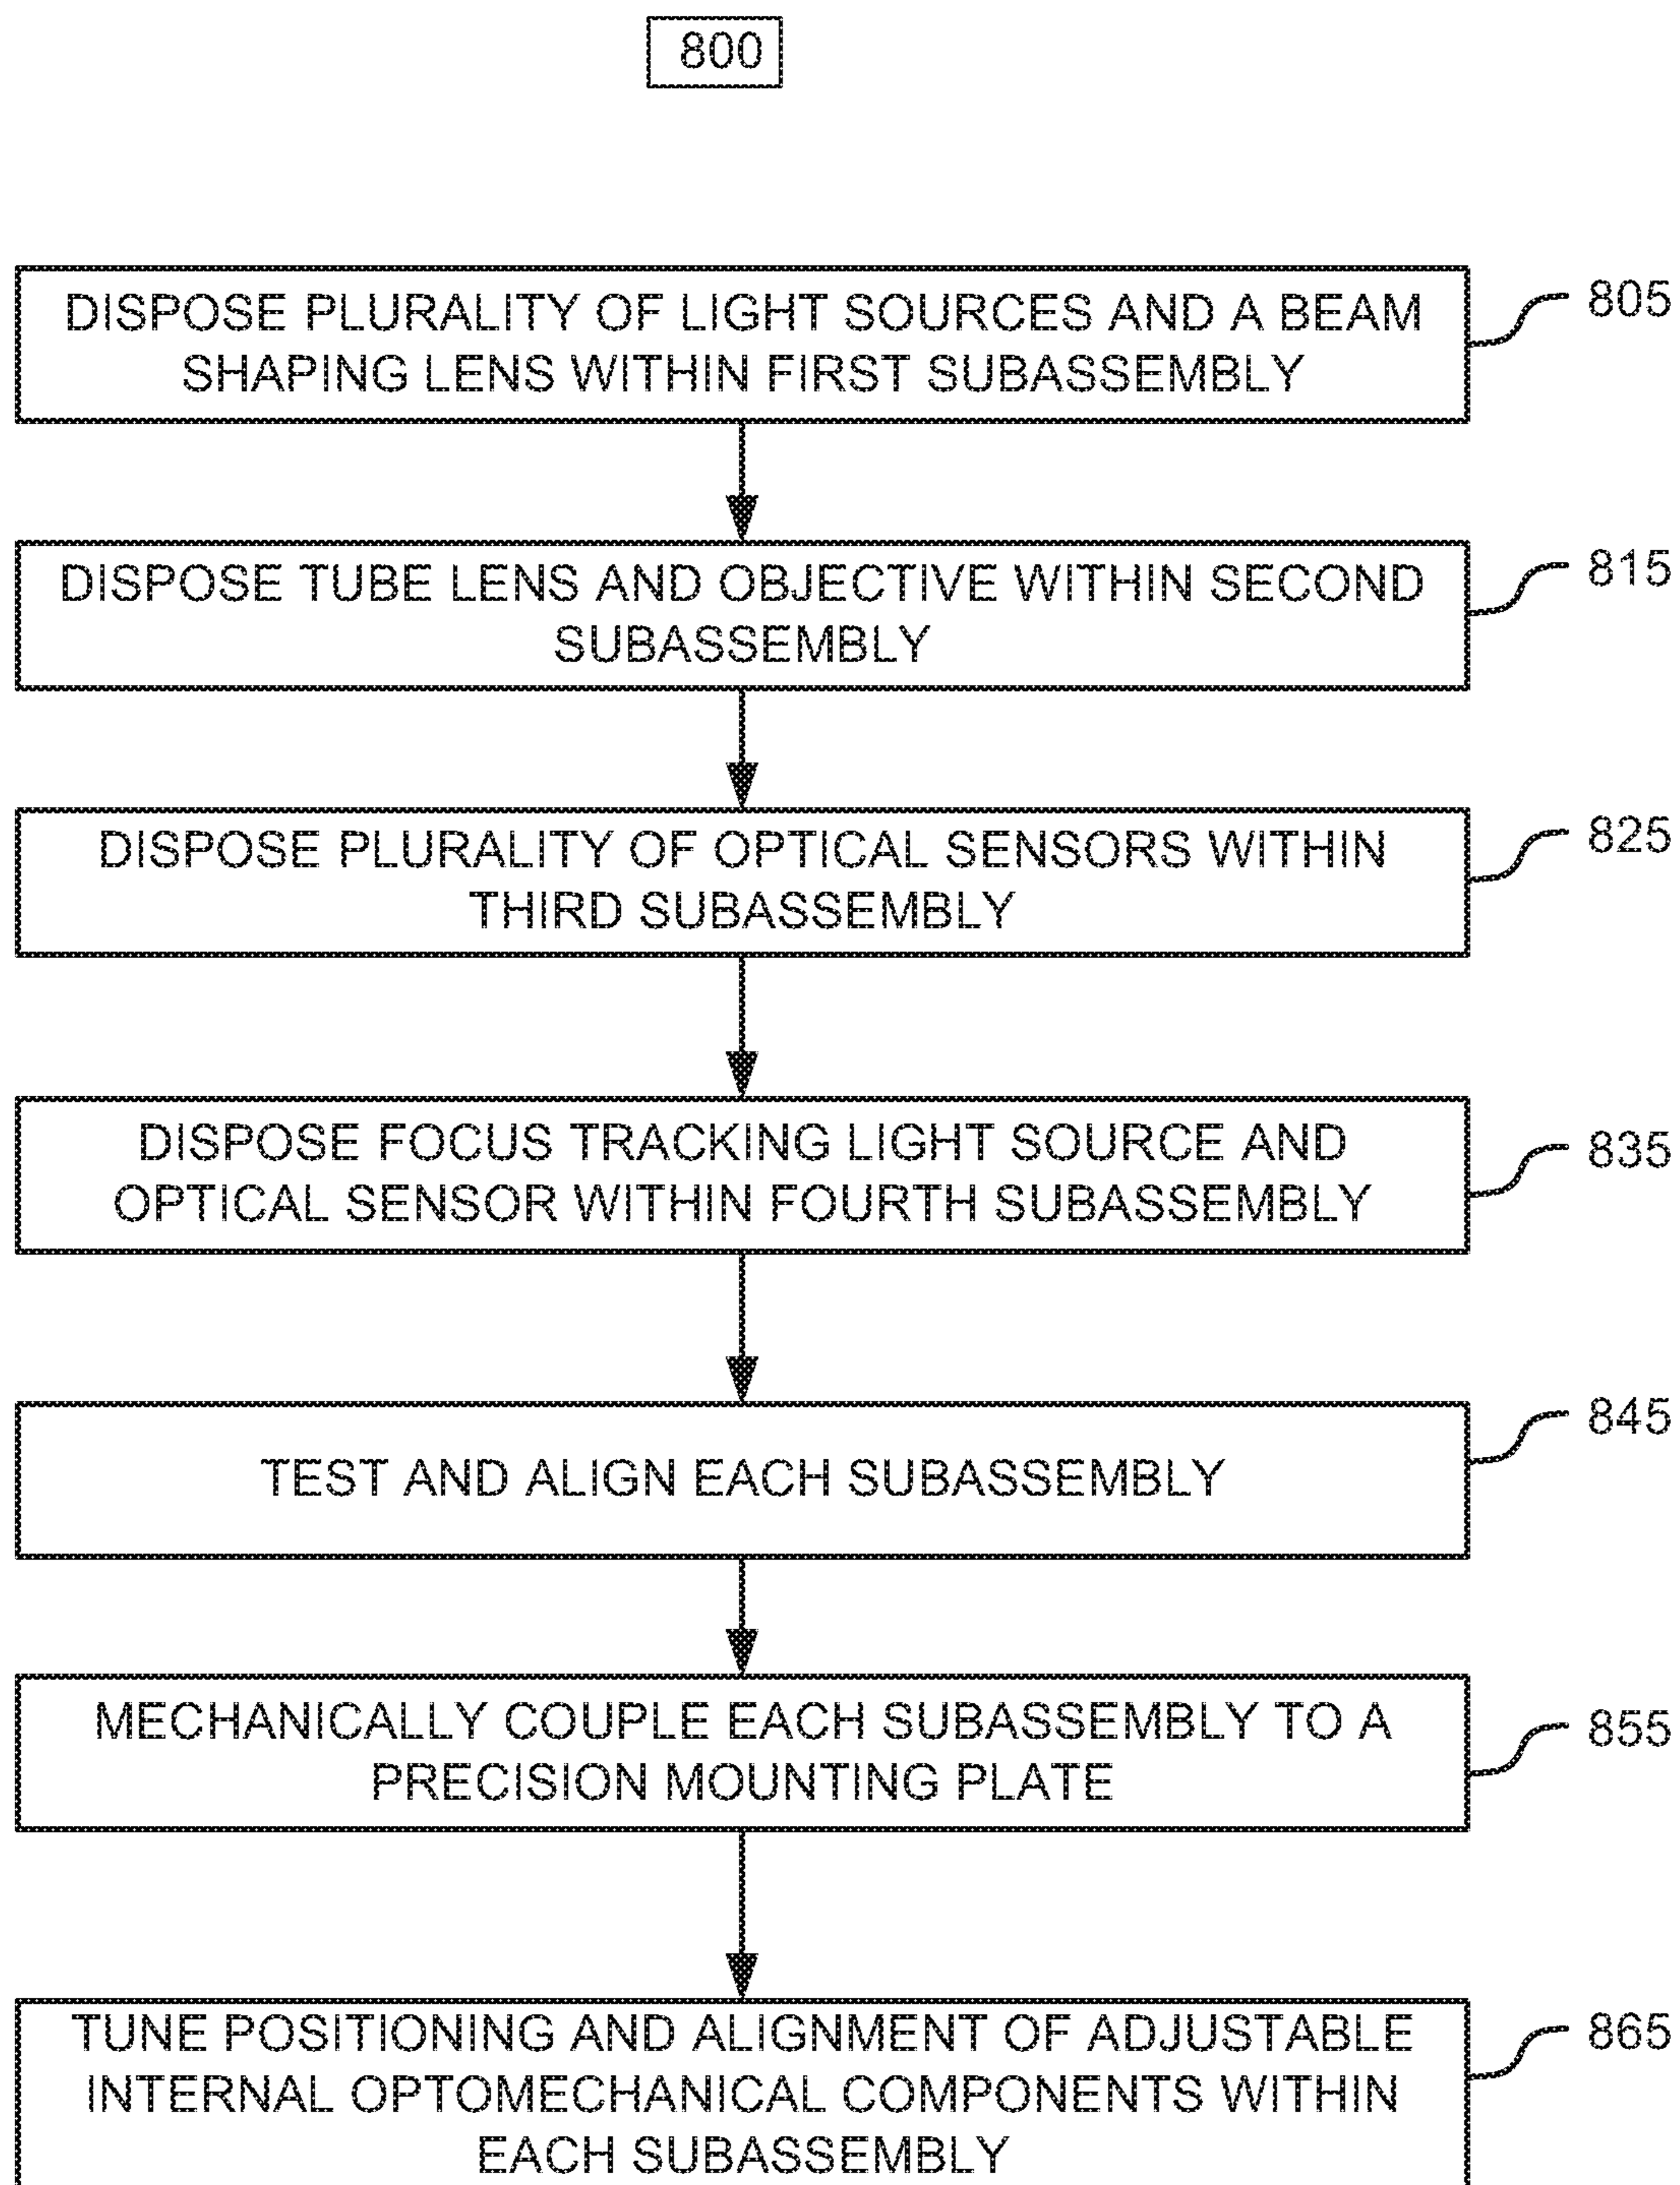 800
DISPOSE PLURALITY OF LIGHT SOURCES AND A BEAM
SHAPING LENS WITHIN FIRST SUBASSEMBLY
805
DISPOSE TUBE LENS AND OBJECTIVE WITHIN SECOND
SUBASSEMBLY
815
DISPOSE PLURALITY OF OPTICAL SENSORS WITHIN
THIRD SUBASSEMBLY
825
DISPOSE FOCUS TRACKING LIGHT SOURCE AND
OPTICAL SENSOR WITHIN FOURTH SUBASSEMBLY
835
TEST AND ALIGN EACH SUBASSEMBLY
845
MECHANICALLY COUPLE EACH SUBASSEMBLY TO A
PRECISION MOUNTING PLATE
855
TUNE POSITIONING AND ALIGNMENT OF ADJUSTABLE
INTERNAL OPTOMECHANICAL COMPONENTS WITHIN
EACH SUBASSEMBLY
865